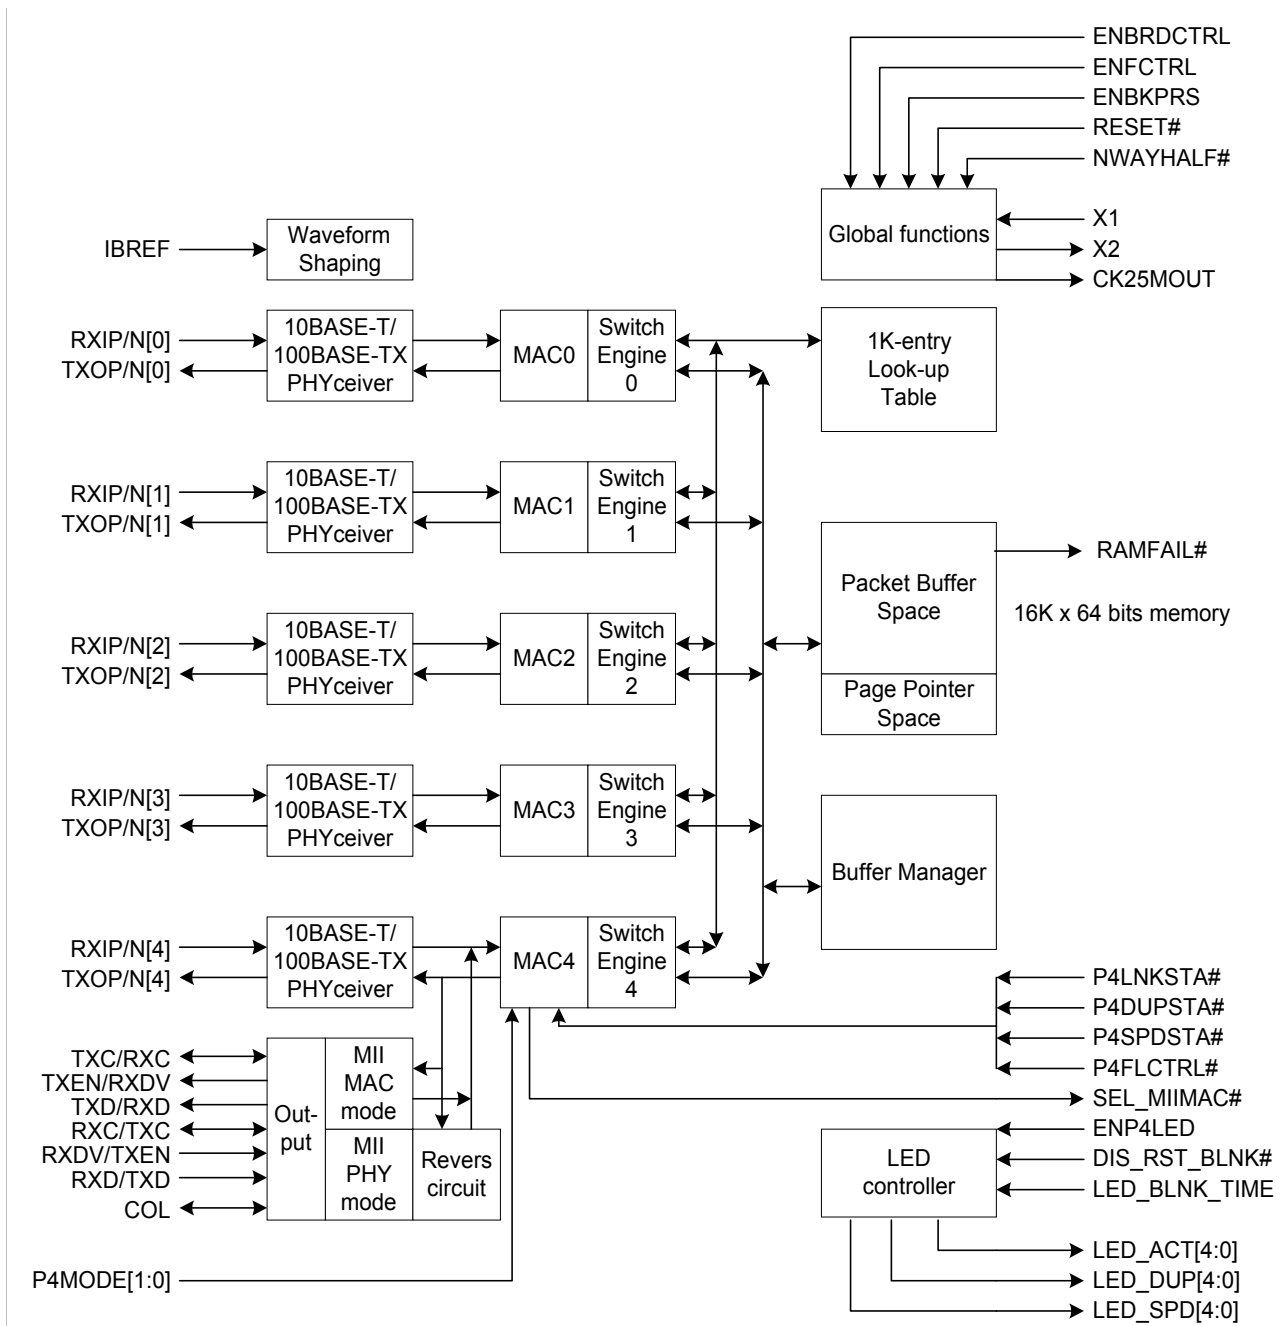 ENBRDCTRL
ENFCTRL
ENBKPRS
RESET#
NWAYHALF#
Global functions
X1
X2
CK25MOUT
IBREF
Waveform
Shaping
RXIP/N[0]
TXOP/N[0]
10BASE-T/
100BASE-TX
PHYceiver
MAC0
Switch
Engine
0
1K-entry
Look-up
Table
RXIP/N[1]
TXOP/N[1]
10BASE-T/
100BASE-TX
PHYceiver
MAC1
Switch
Engine
1
Packet Buffer
Space
RAMFAIL#
16K x 64 bits memory
RXIP/N[2]
TXOP/N[2]
10BASE-T/
100BASE-TX
PHYceiver
MAC2
Switch
Engine
2
Page Pointer
Space
RXIP/N[3]
TXOP/N[3]
10BASE-T/
100BASE-TX
PHYceiver
MAC3
Switch
Engine
3
Buffer Manager
RXIP/N[4]
TXOP/N[4]
10BASE-T/
100BASE-TX
PHYceiver
MAC4
Switch
Engine
4
P4LNKSTA#
P4DUPSTA#
P4SPDSTA#
P4FLCTRL#
SEL_MIIMAC#
TXC/RXC
TXEN/RXDV
TXD/RXD
RXC/TXC
RXDV/TXEN
RXD/TXD
COL
Out-
put
MII
MAC
mode
MII
PHY
mode
Revers
circuit
P4MODE[1:0]
LED
controller
ENP4LED
DIS_RST_BLNK#
LED_BLNK_TIME
LED_ACT[4:0]
LED_DUP[4:0]
LED_SPD[4:0]